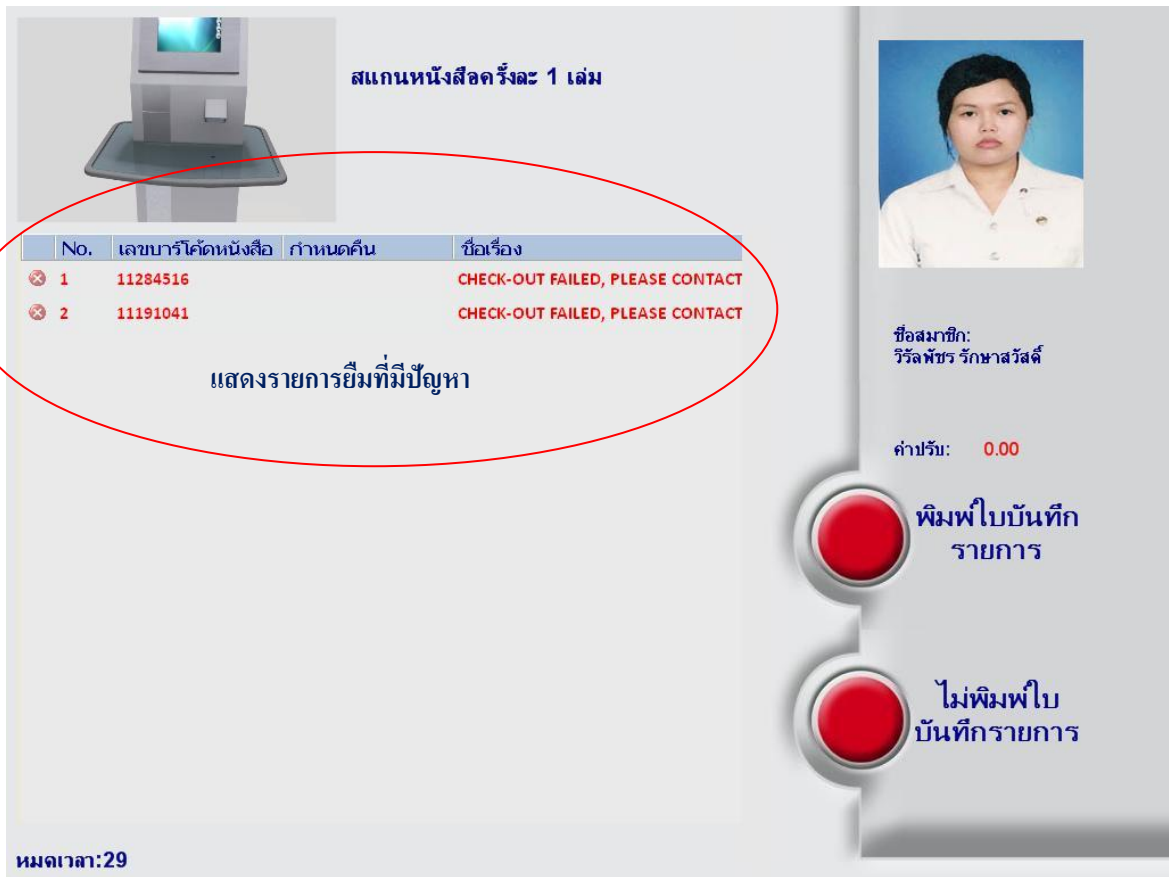 สแกนหนังสือครั้งละ 1 เล่ม
No. เลขบาร์โค้ดหนังสือ กำหนดคืน ชื่อเรื่อง
1 11284516 CHECK-OUT FAILED, PLEASE CONTACT
2 11191041 CHECK-OUT FAILED, PLEASE CONTACT
แสดงรายการยืมที่มีปัญหา
ชื่อสมาชิก:
วิรัลพัชร รักษาสวัสดิ์
ค่าปรับ: 0.00
พิมพ์ใบบันทึก
รายการ
ไม่พิมพ์ใบ
บันทึกรายการ
หมดเวลา:29